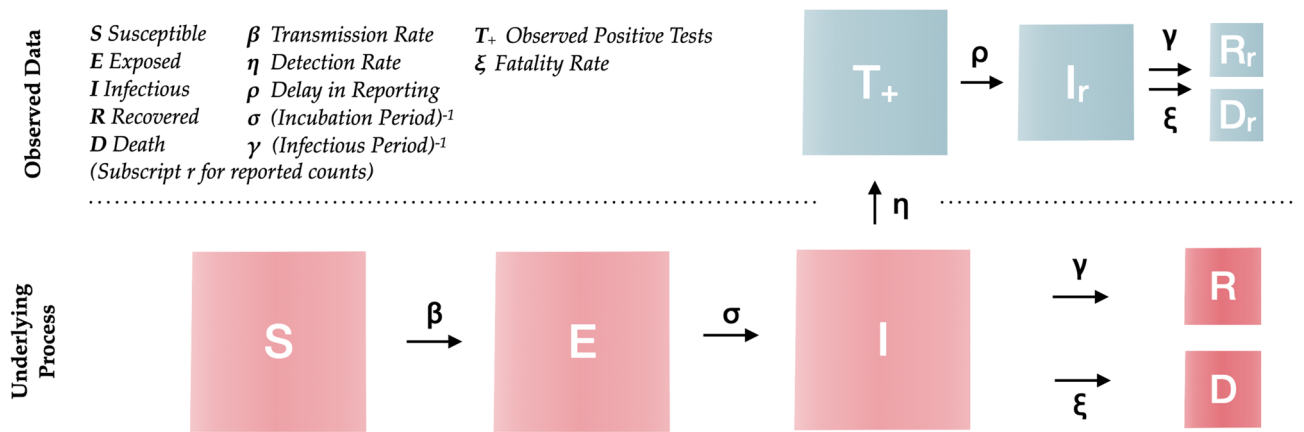 Observed Data
S Susceptible
E Exposed
I Infectious
R Recovered
D Death
(Subscript r for reported counts)
β Transmission Rate
η Detection Rate
ρ Delay in Reporting
σ (Incubation Period)-1
γ (Infectious Period)-1
T+ Observed Positive Tests
ξ Fatality Rate
T+
ρ
Ir
γ
ξ
Rr
Dr
η
Underlying
Process
S
β
E
σ
I
γ
ξ
R
D